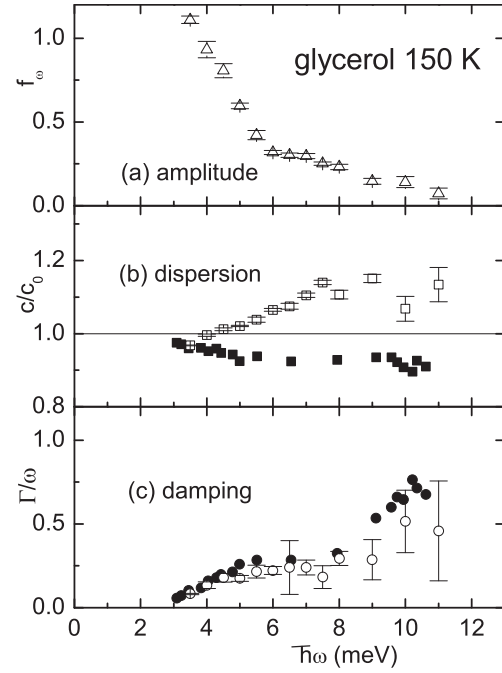 glycerol 150 K
1.0
0.5
0.0
f_ω
(a) amplitude
1.2
1.0
0.8
c/c₀
(b) dispersion
1.0
0.5
0.0
Γ/ω
(c) damping
0 2 4 6 8 10 12
ħω (meV)